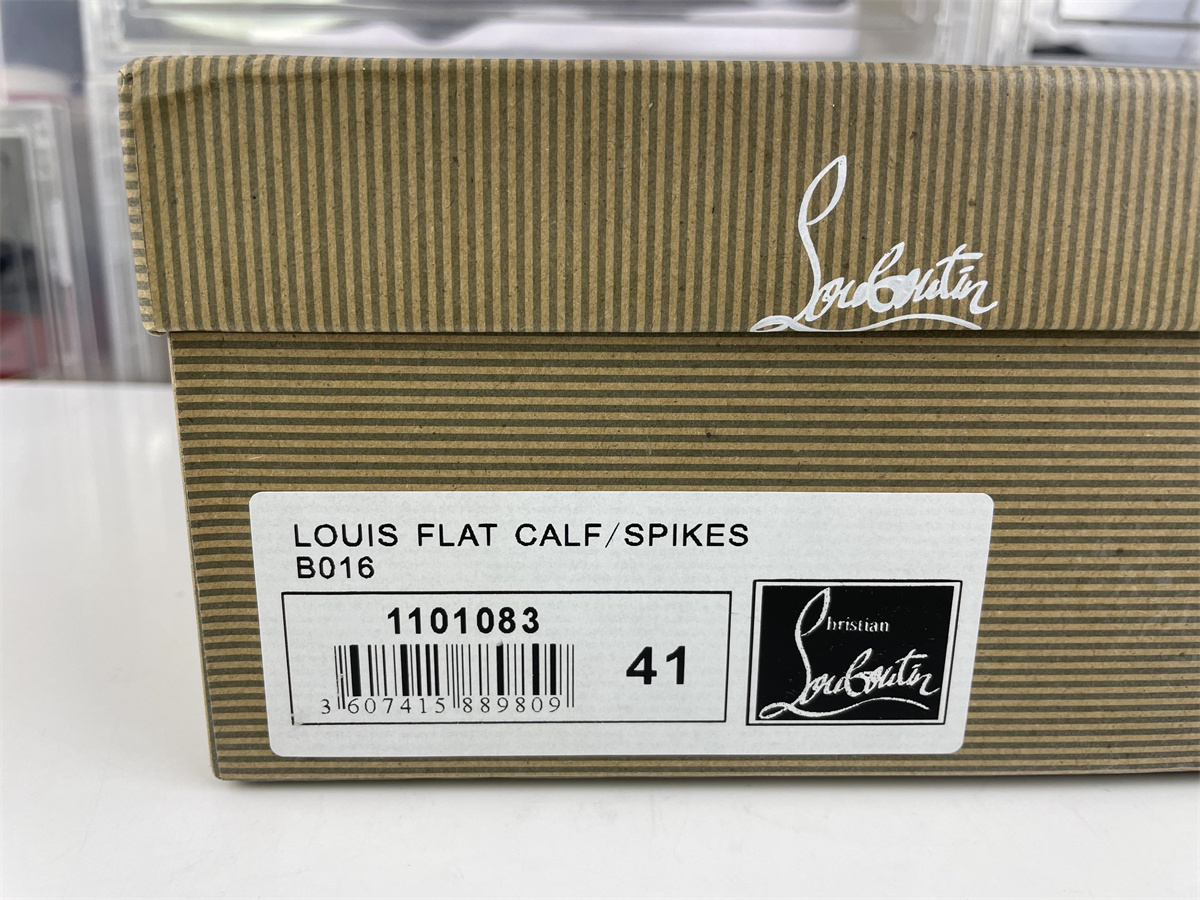 Louboutin
LOUIS FLAT CALF/SPIKES
B016
1101083
41
3 607415 889809
Christian
Louboutin